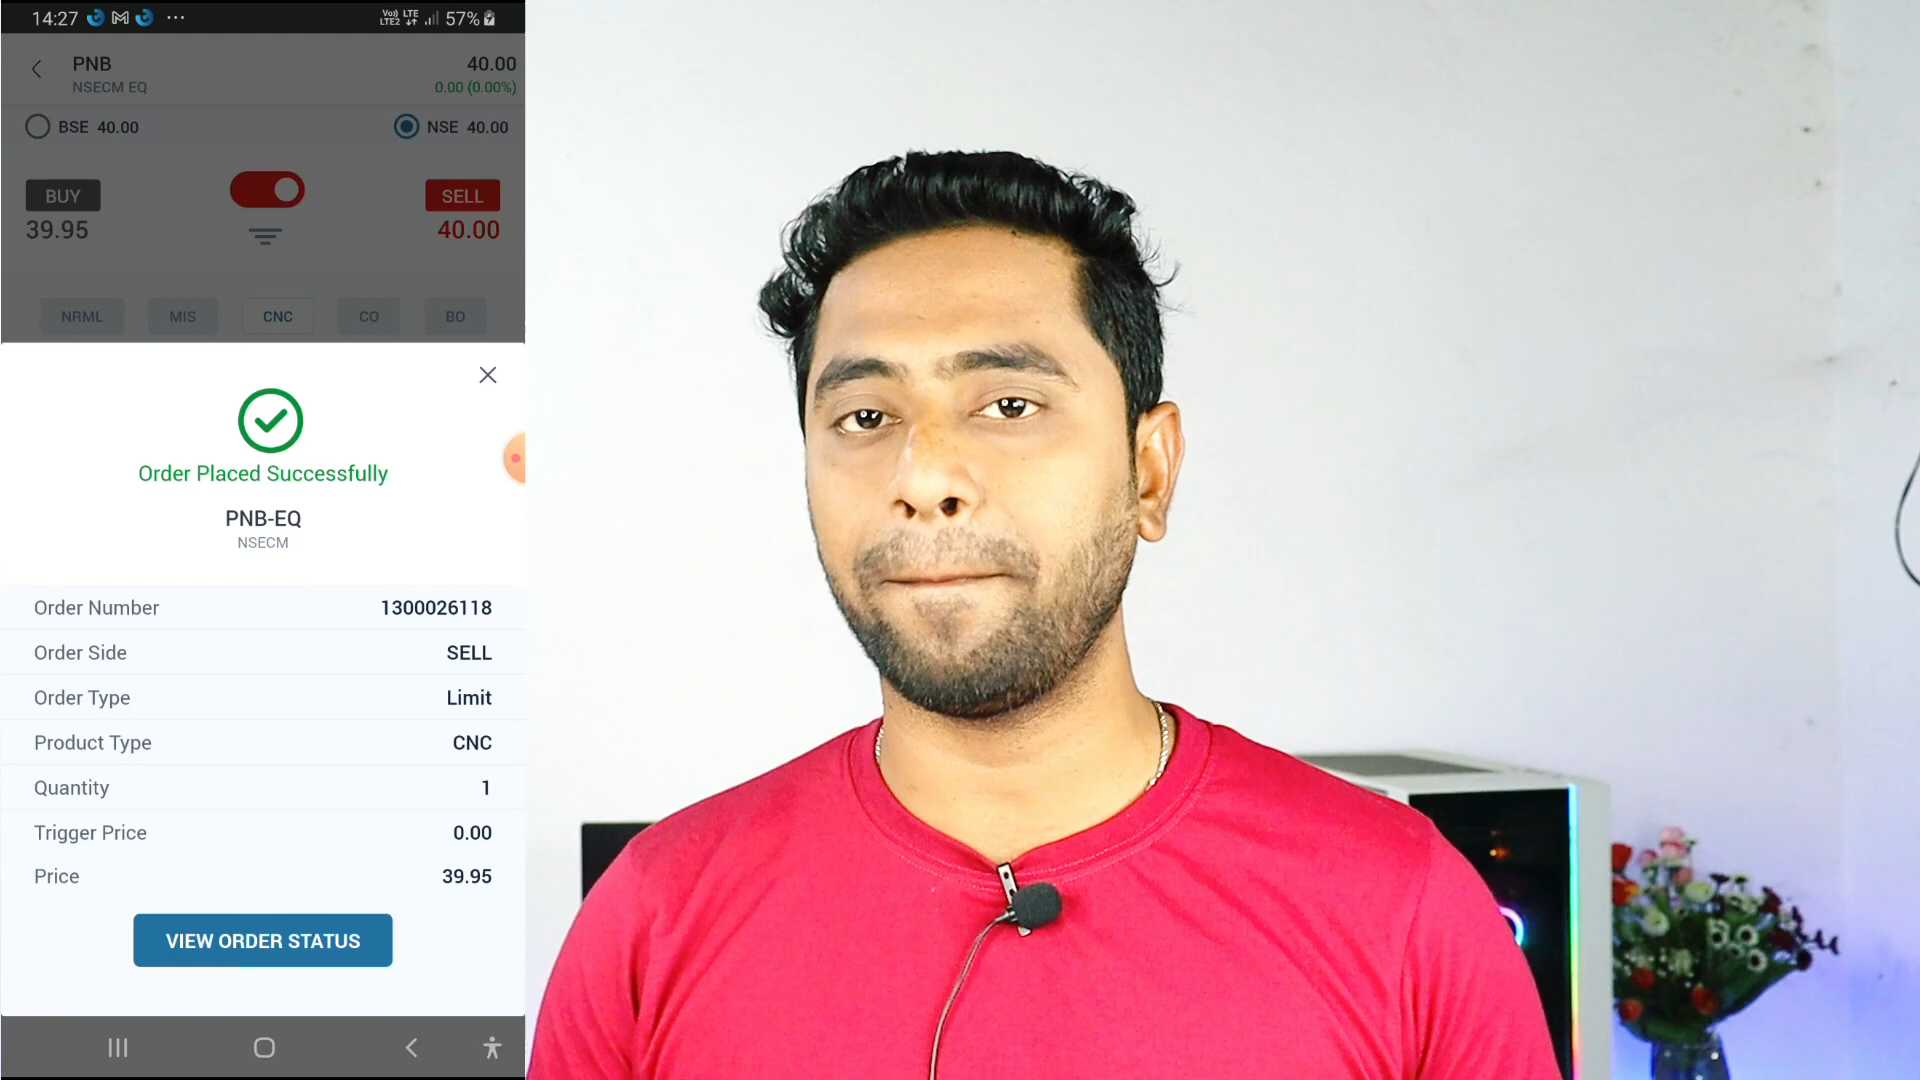 14:27 ... Vo) LTE LTE2 57%
PNB 40.00
NSECM EQ 0.00 (0.00%)
BSE 40.00 NSE 40.00
BUY SELL
39.95 40.00
NRML MIS CNC CO BO
Order Placed Successfully
PNB-EQ
NSECM
Order Number 1300026118
Order Side SELL
Order Type Limit
Product Type CNC
Quantity 1
Trigger Price 0.00
Price 39.95
VIEW ORDER STATUS